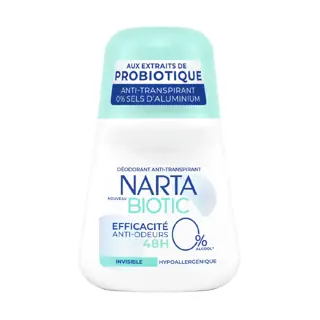 AUX EXTRAITS DE
PROBIOTIQUE
ANTI-TRANSPIRANT
0% SELS D'ALUMINIUM
DÉODORANT ANTI-TRANSPIRANT
NARTA
NOUVEAU BIOTIC
EFFICACITÉ
ANTI-ODEURS
48H
0%
ALCOOL*
INVISIBLE HYPOALLERGÉNIQUE